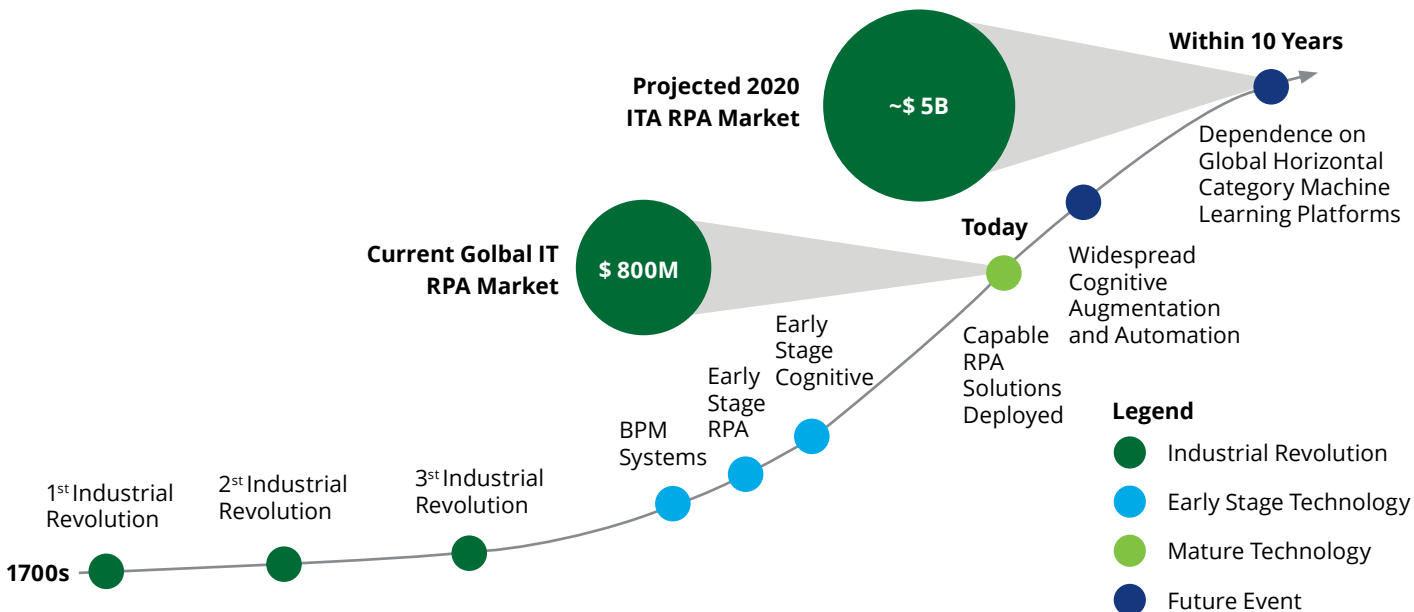 Within 10 Years
Projected 2020
ITA RPA Market
~$ 5B
Dependence on
Global Horizontal
Category Machine
Learning Platforms
Today
Current Golbal IT
RPA Market
$ 800M
Widespread
Cognitive
Augmentation
and Automation
Capable
RPA
Solutions
Deployed
Early
Stage
Cognitive
Early
Stage
RPA
BPM
Systems
3st Industrial
Revolution
2st Industrial
Revolution
1st Industrial
Revolution
1700s
Legend
Industrial Revolution
Early Stage Technology
Mature Technology
Future Event